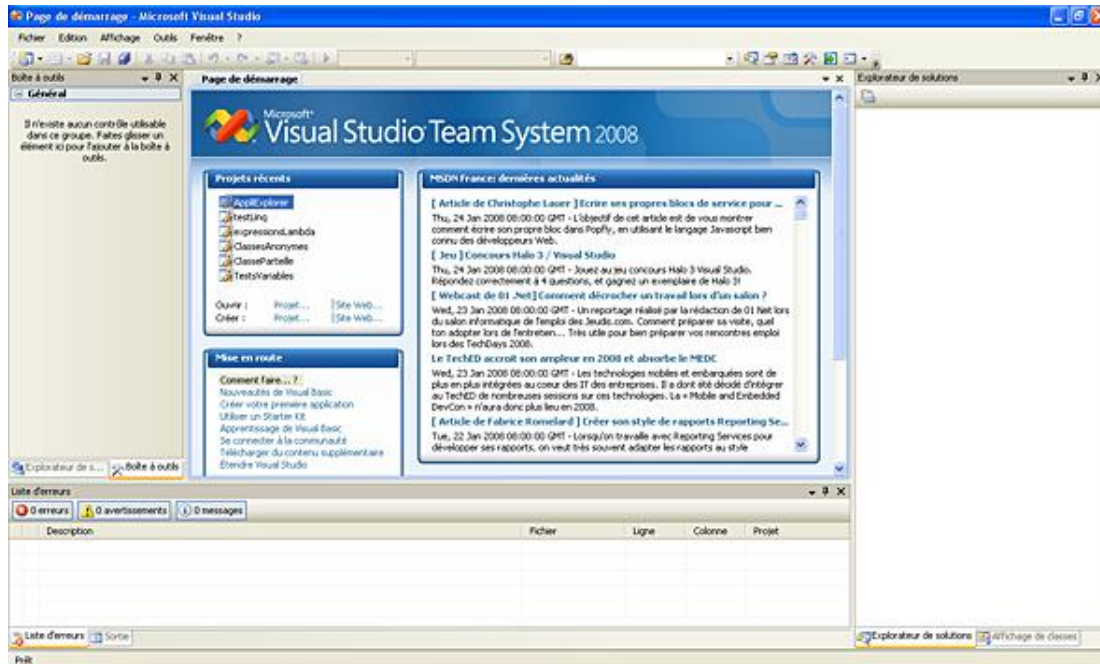 Page de démarrage - Microsoft Visual Studio
Fichier Edition Affichage Outils Fenêtre ?
Boîte à outils
Général
Il n'existe aucun contrôle utilisable
dans ce groupe. Faites glisser un
élément ici pour l'ajouter à la boîte à
outils.
Explorateur de s... Boîte à outils
Page de démarrage
Microsoft®
Visual Studio Team System 2008
Projets récents
AppliExplorer
testLinq
expressionLambda
ClassesAnonymes
ClassePartielle
TestsVariables
Ouvrir : Projet... Site Web...
Créer : Projet... Site Web...
Mise en route
Comment faire... ?
Nouveautés de Visual Basic
Créer votre première application
Utiliser un Starter Kit
Apprentissage de Visual Basic
Se connecter à la communauté
Télécharger du contenu supplémentaire
Étendre Visual Studio
MSDN France: dernières actualités
[ Article de Christophe Lauer ] Ecrire ses propres blocs de service pour ...
Thu, 24 Jan 2008 08:00:00 GMT - L'objectif de cet article est de vous montrer
comment écrire son propre bloc dans Popfly, en utilisant le langage Javascript bien
connu des développeurs Web.
[ Jeu ] Concours Halo 3 / Visual Studio
Thu, 24 Jan 2008 08:00:00 GMT - Jouez au jeu concours Halo 3 Visual Studio.
Répondez correctement à 4 questions, et gagnez un exemplaire de Halo 3!
[ Webcast de 01 .Net] Comment décrocher un travail lors d'un salon ?
Wed, 23 Jan 2008 08:00:00 GMT - Un reportage réalisé par la rédaction de 01 Net lors
du salon informatique de l'emploi des Jeudis.com. Comment préparer sa visite, quel
ton adopter lors de l'entretien... Très utile pour bien préparer vos rencontres emploi
lors des TechDays 2008.
Le TechED accroit son ampleur en 2008 et absorbe le MEDC
Wed, 23 Jan 2008 08:00:00 GMT - Les technologies mobiles et embarquées sont de
plus en plus intégrées au coeur des IT des entreprises. Il a dont été décidé d'intégrer
au TechED de nombreuses sessions sur ces technologies. La « Mobile and Embedded
DevCon » n'aura donc plus lieu en 2008.
[ Article de Fabrice Romelard ] Créer son style de rapports Reporting Se...
Tue, 22 Jan 2008 08:00:00 GMT - Lorsqu'on travaille avec Reporting Services pour
développer ses rapports, on veut très souvent adapter les rapports au style
Explorateur de solutions
Liste d'erreurs
0 erreurs 0 avertissements 0 messages
Description Fichier Ligne Colonne Projet
Liste d'erreurs Sortie
Explorateur de solutions Affichage de classes
Prêt